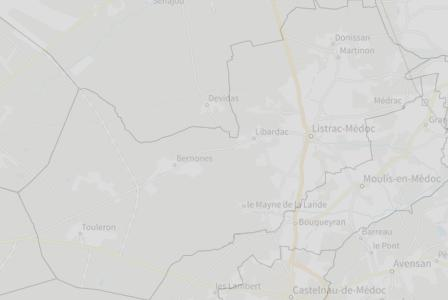 Senajou
Donissan
Martinon
Devidas
Médrac
Listrac-Médoc
Libardac
Bernones
Moulis-en-Médoc
le Mayne de la Lande
Bouqueyran
Touleron
Barreau
le Pont
Avensan
les Lambert
Castelnau-de-Médoc